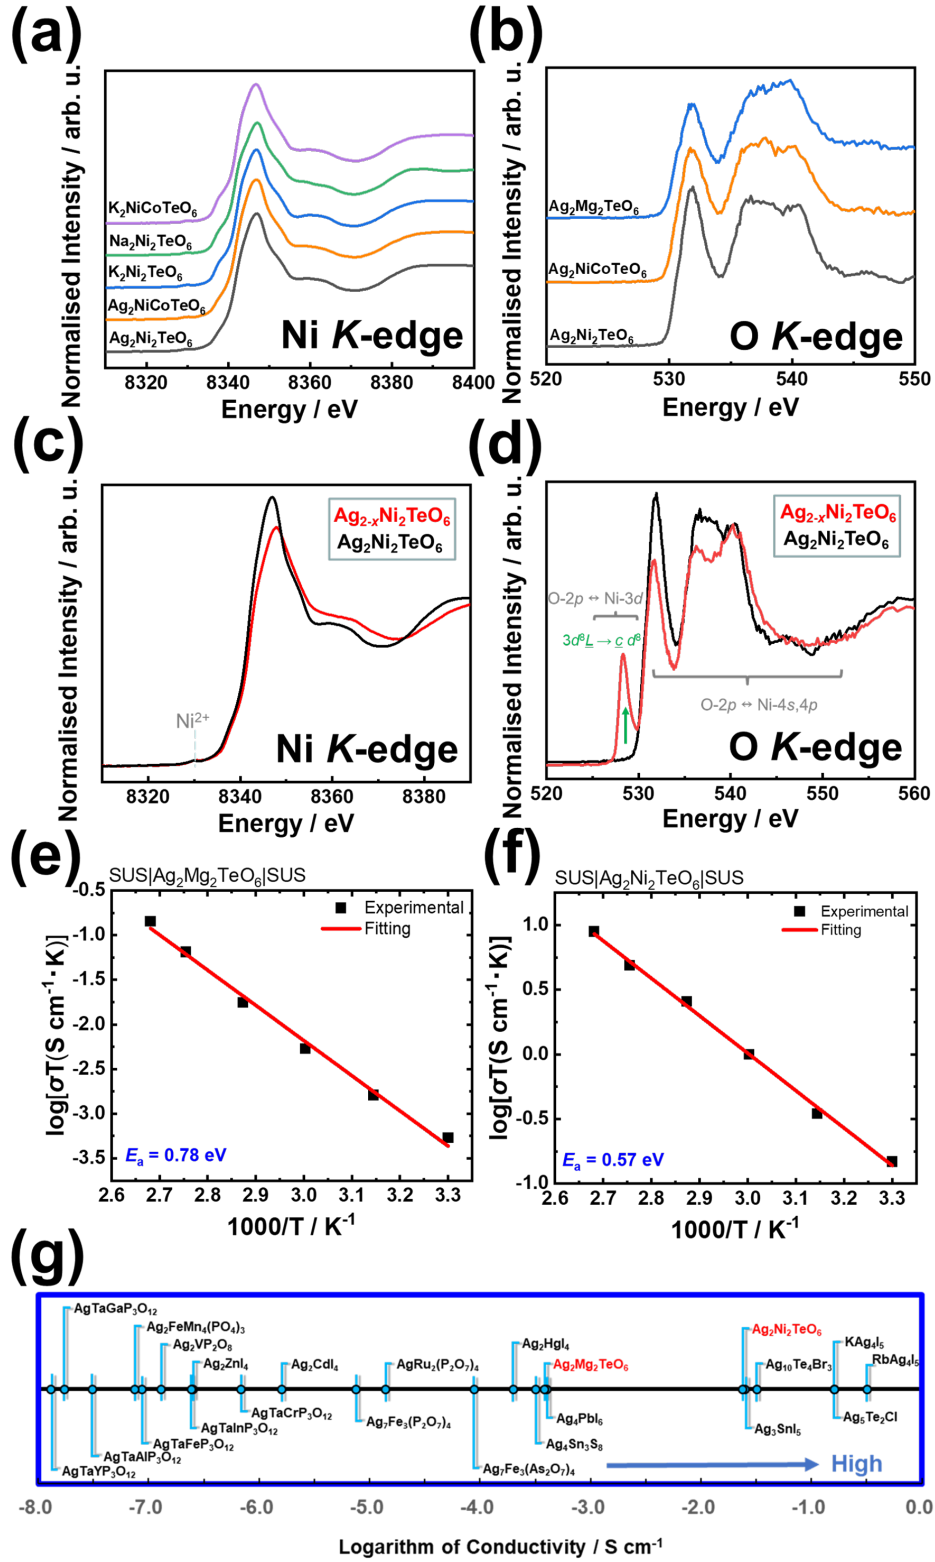 (a)
Normalised Intensity / arb. u.
K2NiCoTeO6
Na2Ni2TeO6
K2Ni2TeO6
Ag2NiCoTeO6
Ag2Ni2TeO6
Ni K-edge
8320 8340 8360 8380 8400
Energy / eV
(b)
Normalised Intensity / arb. u.
Ag2Mg2TeO6
Ag2NiCoTeO6
Ag2Ni2TeO6
O K-edge
520 530 540 550
Energy / eV
(c)
Normalised Intensity / arb. u.
Ag2-xNi2TeO6
Ag2Ni2TeO6
Ni2+
Ni K-edge
8320 8340 8360 8380
Energy / eV
(d)
Normalised Intensity / arb. u.
Ag2-xNi2TeO6
Ag2Ni2TeO6
O-2p ↔ Ni-3d
3d8L → c d8
O-2p ↔ Ni-4s,4p
O K-edge
520 530 540 550 560
Energy / eV
(e)
SUS|Ag2Mg2TeO6|SUS
Experimental
Fitting
log[σT(S cm-1·K)]
-0.5
-1.0
-1.5
-2.0
-2.5
-3.0
-3.5
Ea = 0.78 eV
2.6 2.7 2.8 2.9 3.0 3.1 3.2 3.3
1000/T / K-1
(f)
SUS|Ag2Ni2TeO6|SUS
Experimental
Fitting
log[σT(S cm-1·K)]
1.0
0.5
0.0
-0.5
-1.0
Ea = 0.57 eV
2.6 2.7 2.8 2.9 3.0 3.1 3.2 3.3
1000/T / K-1
(g)
AgTaGaP3O12
Ag2FeMn4(PO4)3
Ag2VP2O8
Ag2ZnI4
Ag2CdI4
AgRu2(P2O7)4
Ag2HgI4
Ag2Mg2TeO6
Ag2Ni2TeO6
Ag10Te4Br3
KAg4I5
RbAg4I5
AgTaYP3O12
AgTaAlP3O12
AgTaFeP3O12
AgTaInP3O12
AgTaCrP3O12
Ag7Fe3(P2O7)4
Ag7Fe3(As2O7)4
Ag4Sn3S8
Ag4PbI6
Ag3SnI5
Ag5Te2Cl
High
-8.0 -7.0 -6.0 -5.0 -4.0 -3.0 -2.0 -1.0 0.0
Logarithm of Conductivity / S cm-1